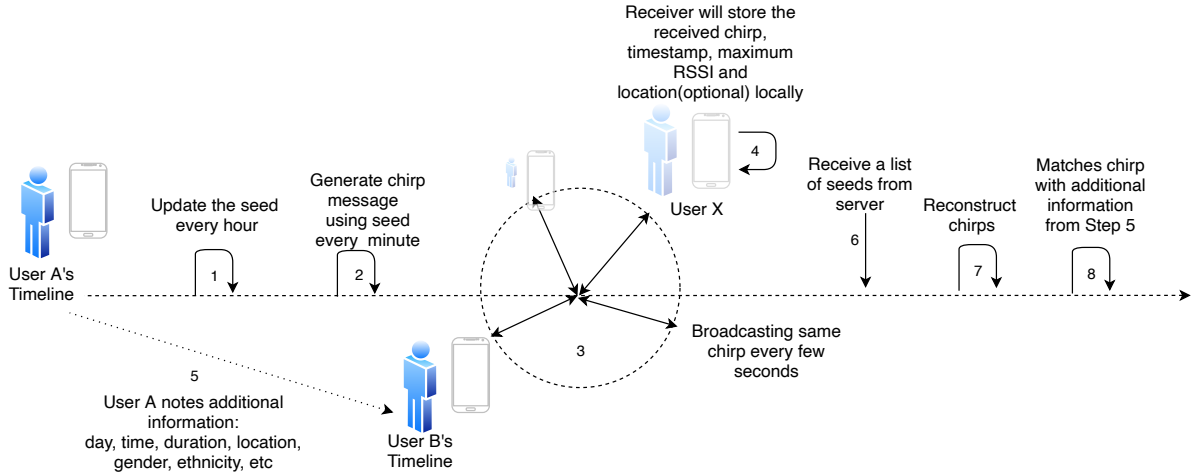 Receiver will store the
received chirp,
timestamp, maximum
RSSI and
location(optional) locally
4
User X
User A's
Timeline
Update the seed
every hour
1
Generate chirp
message
using seed
every minute
2
3
Broadcasting same
chirp every few
seconds
5
User A notes additional
information:
day, time, duration, location,
gender, ethnicity, etc
User B's
Timeline
Receive a list
of seeds from
server
6
Reconstruct
chirps
7
Matches chirp
with additional
information
from Step 5
8